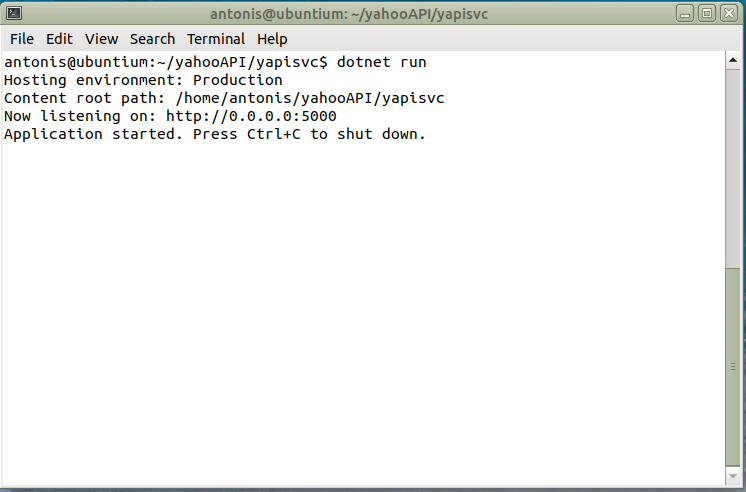 antonis@ubuntium: ~/yahooAPI/yapisvc
File Edit View Search Terminal Help
antonis@ubuntium:~/yahooAPI/yapisvc$ dotnet run
Hosting environment: Production
Content root path: /home/antonis/yahooAPI/yapisvc
Now listening on: http://0.0.0.0:5000
Application started. Press Ctrl+C to shut down.